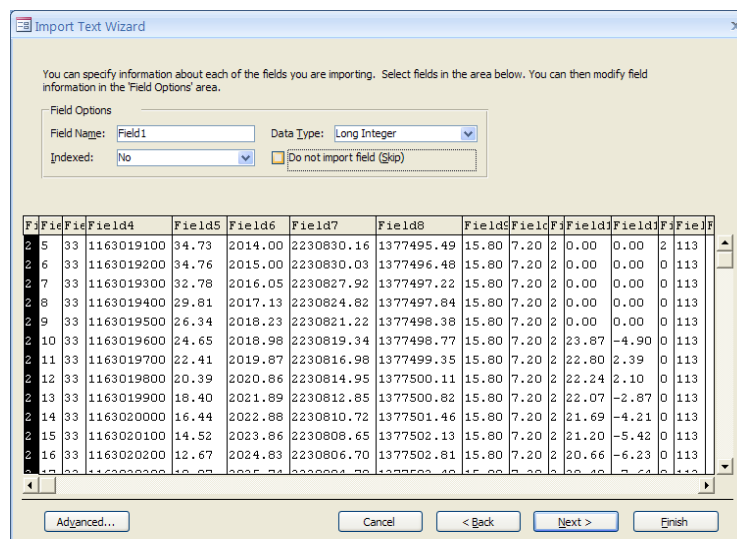 Import Text Wizard
You can specify information about each of the fields you are importing. Select fields in the area below. You can then modify field
information in the 'Field Options' area.
Field Options
Field Name: Field1 Data Type: Long Integer
Indexed: No Do not import field (Skip)
Fi Fie Fie Field4 Field5 Field6 Field7 Field8 Field9 Field Fi Field1 Field1 Fi Field F
2 5 33 1163019100 34.73 2014.00 2230830.16 1377495.49 15.80 7.20 2 0.00 0.00 2 113
2 6 33 1163019200 34.76 2015.00 2230830.03 1377496.48 15.80 7.20 2 0.00 0.00 0 113
2 7 33 1163019300 32.78 2016.05 2230827.92 1377497.22 15.80 7.20 2 0.00 0.00 0 113
2 8 33 1163019400 29.81 2017.13 2230824.82 1377497.84 15.80 7.20 2 0.00 0.00 0 113
2 9 33 1163019500 26.34 2018.23 2230821.22 1377498.38 15.80 7.20 2 0.00 0.00 0 113
2 10 33 1163019600 24.65 2018.98 2230819.34 1377498.77 15.80 7.20 2 23.87 -4.90 0 113
2 11 33 1163019700 22.41 2019.87 2230816.98 1377499.35 15.80 7.20 2 22.80 2.39 0 113
2 12 33 1163019800 20.39 2020.86 2230814.95 1377500.11 15.80 7.20 2 22.24 2.10 0 113
2 13 33 1163019900 18.40 2021.89 2230812.85 1377500.82 15.80 7.20 2 22.07 -2.87 0 113
2 14 33 1163020000 16.44 2022.88 2230810.72 1377501.46 15.80 7.20 2 21.69 -4.21 0 113
2 15 33 1163020100 14.52 2023.86 2230808.65 1377502.13 15.80 7.20 2 21.20 -5.42 0 113
2 16 33 1163020200 12.67 2024.83 2230806.70 1377502.81 15.80 7.20 2 20.66 -6.23 0 113
Advanced... Cancel < Back Next > Finish